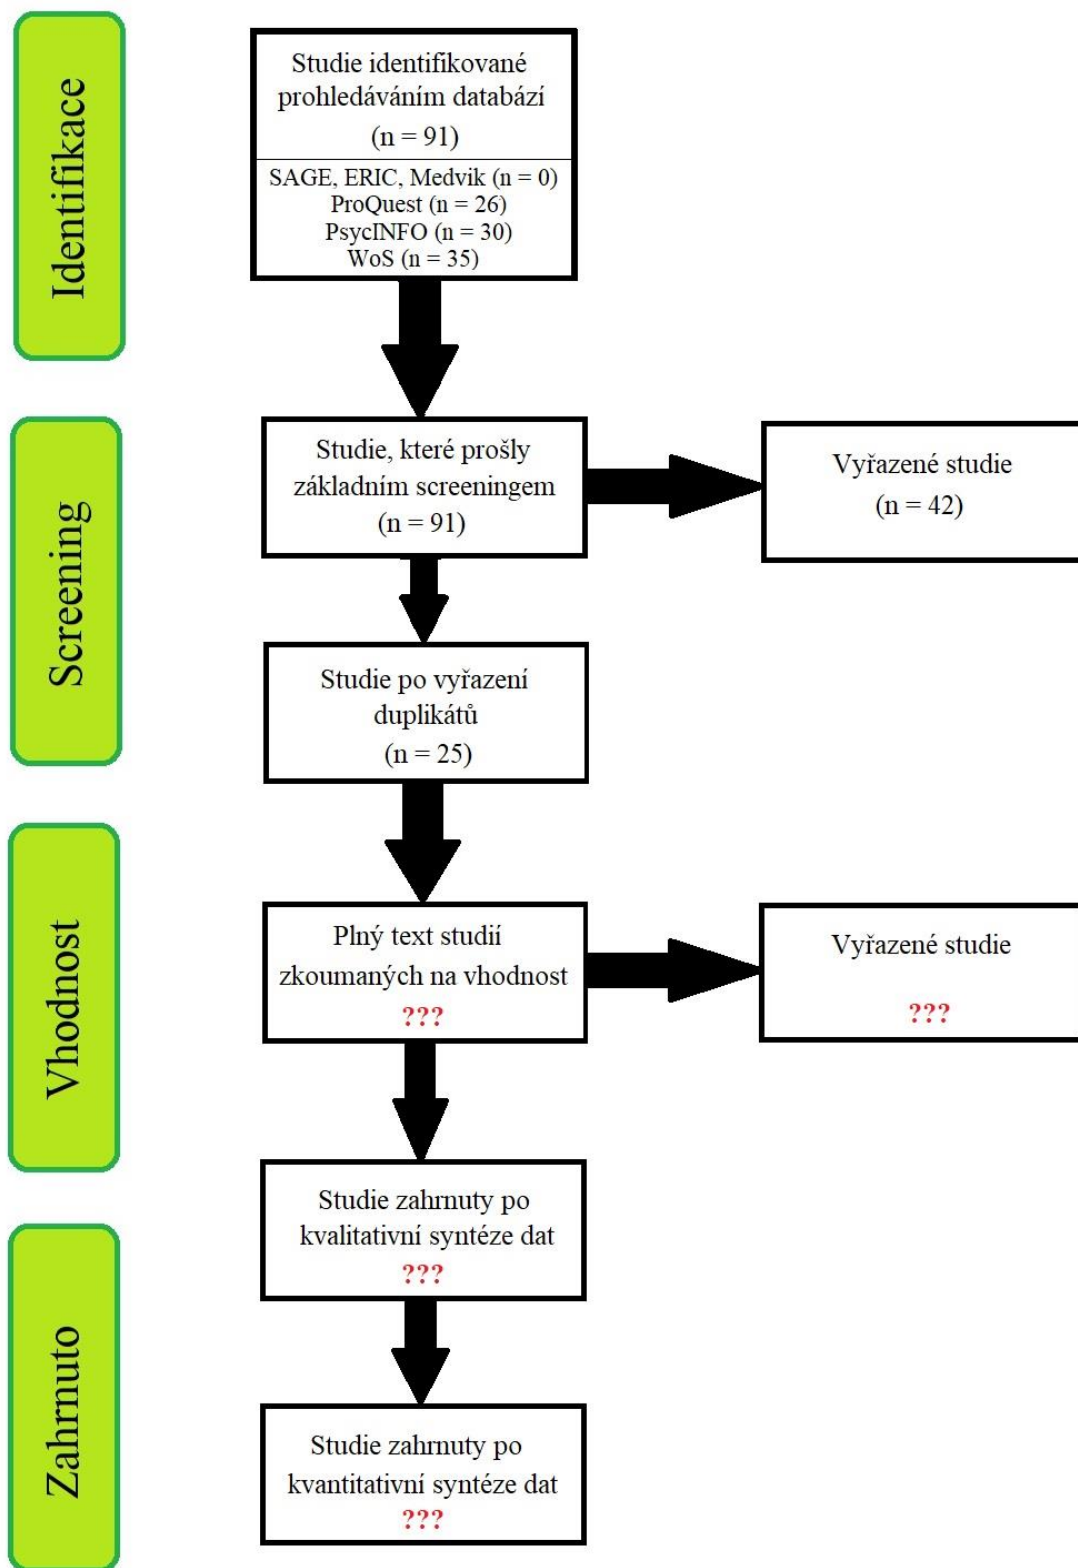 Identifikace
Studie identifikované
prohledáváním databází
(n = 91)
SAGE, ERIC, Medvik (n = 0)
ProQuest (n = 26)
PsycINFO (n = 30)
WoS (n = 35)
Screening
Studie, které prošly
základním screeningem
(n = 91)
Vyřazené studie
(n = 42)
Studie po vyřazení
duplikátů
(n = 25)
Vhodnost
Plný text studií
zkoumaných na vhodnost
???
Vyřazené studie
???
Zahrnuto
Studie zahrnuty po
kvalitativní syntéze dat
???
Studie zahrnuty po
kvantitativní syntéze dat
???